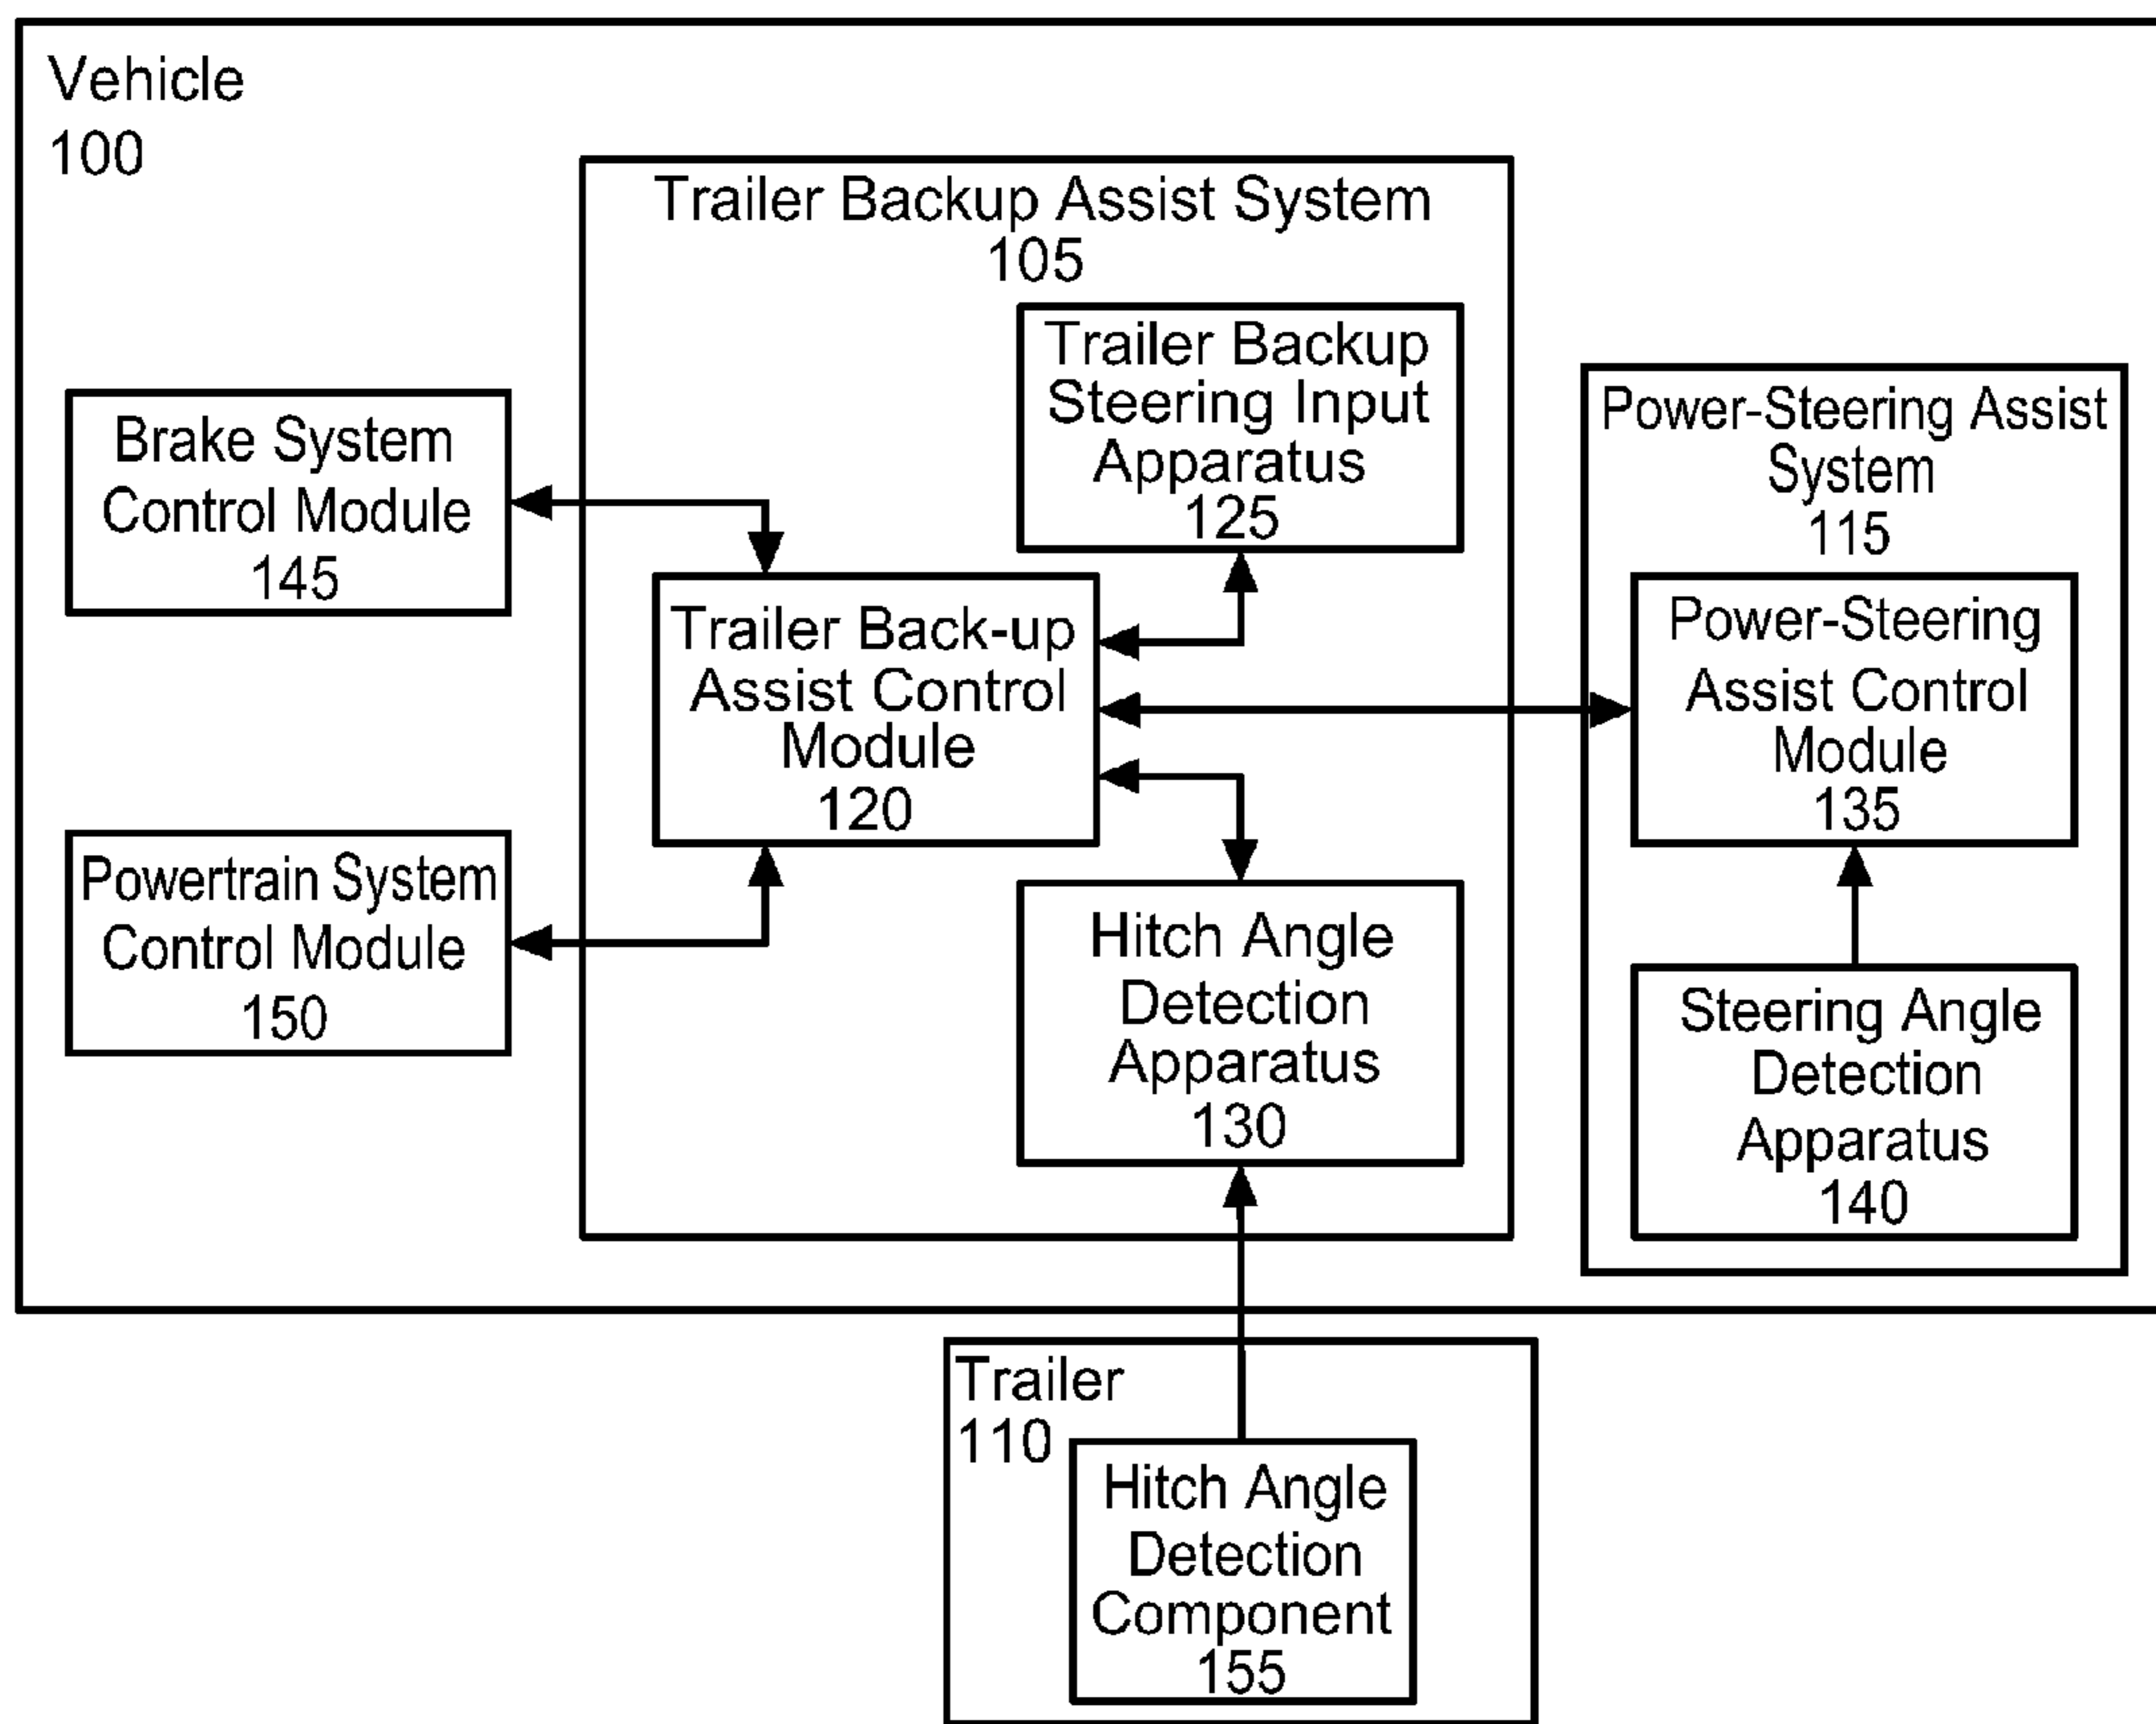 Vehicle
100
Trailer Backup Assist System
105
Trailer Backup
Steering Input
Apparatus
125
Brake System
Control Module
145
Trailer Back-up
Assist Control
Module
120
Powertrain System
Control Module
150
Hitch Angle
Detection
Apparatus
130
Power-Steering Assist
System
115
Power-Steering
Assist Control
Module
135
Steering Angle
Detection
Apparatus
140
Trailer
110
Hitch Angle
Detection
Component
155